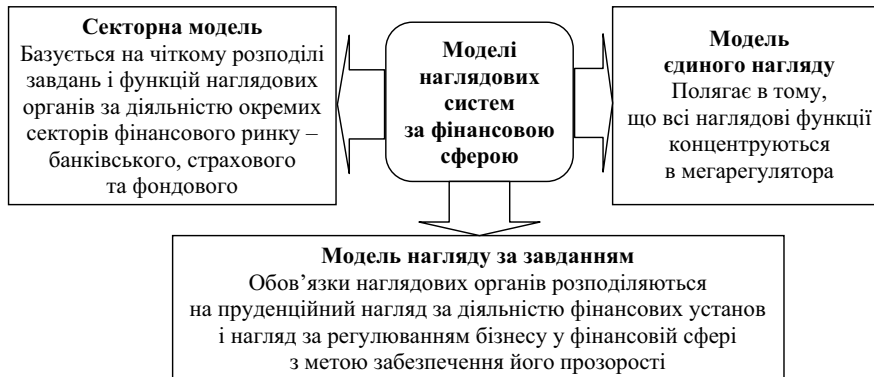 Секторна модель
Базується на чіткому розподілі
завдань і функцій наглядових
органів за діяльністю окремих
секторів фінансового ринку –
банківського, страхового
та фондового
Моделі
наглядових
систем
за фінансовою
сферою
Модель
єдиного нагляду
Полягає в тому,
що всі наглядові функції
концентруються
в мегарегулятора
Модель нагляду за завданням
Обов’язки наглядових органів розподіляються
на пруденційний нагляд за діяльністю фінансових установ
і нагляд за регулюванням бізнесу у фінансовій сфері
з метою забезпечення його прозорості